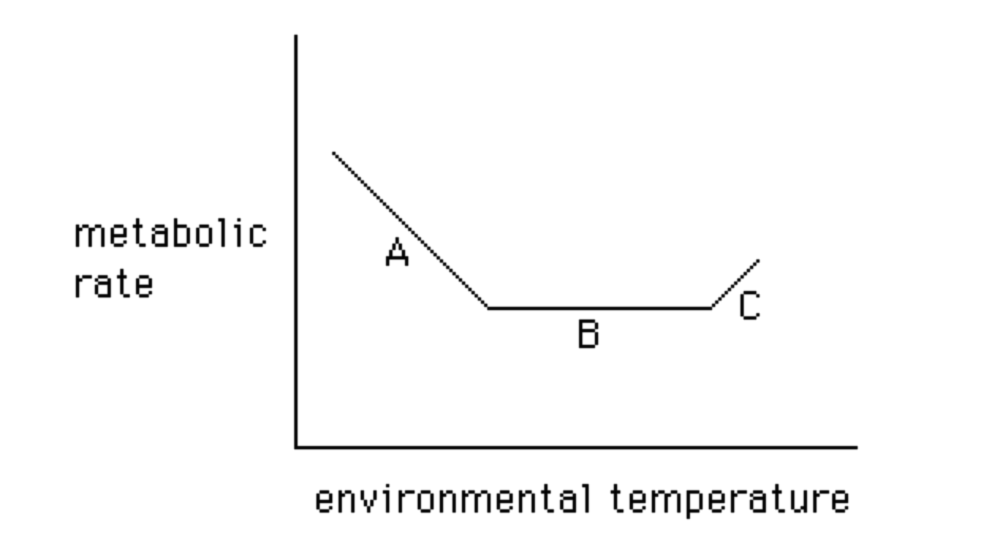 metabolic
rate
A
B
C
environmental temperature